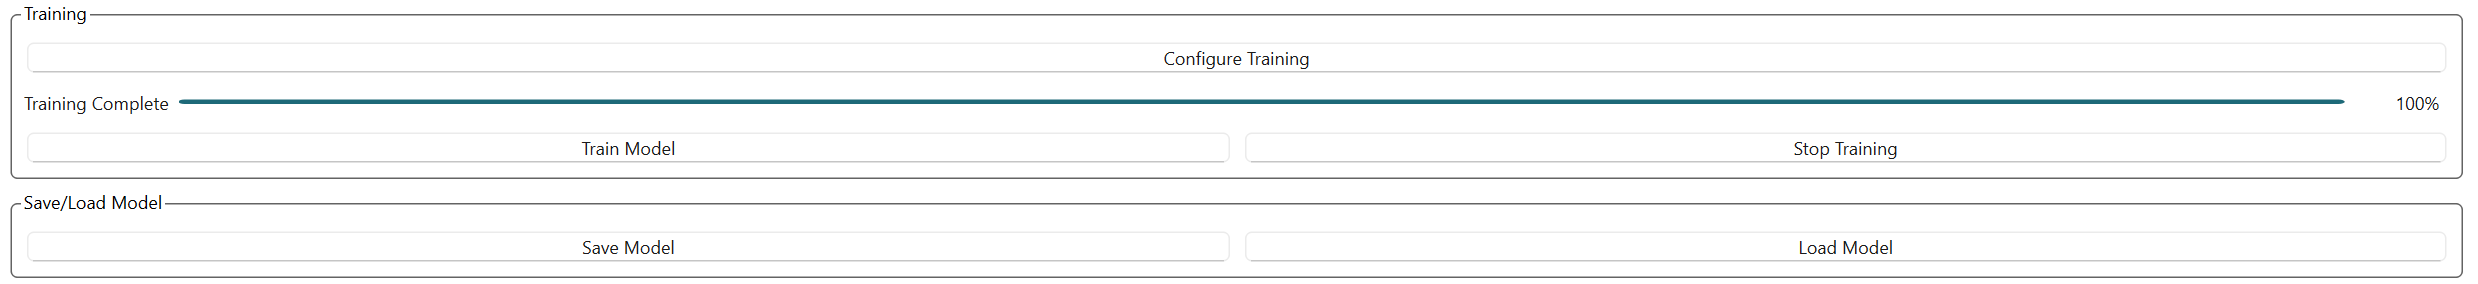 Training
Configure Training
Training Complete 100%
Train Model Stop Training
Save/Load Model
Save Model Load Model